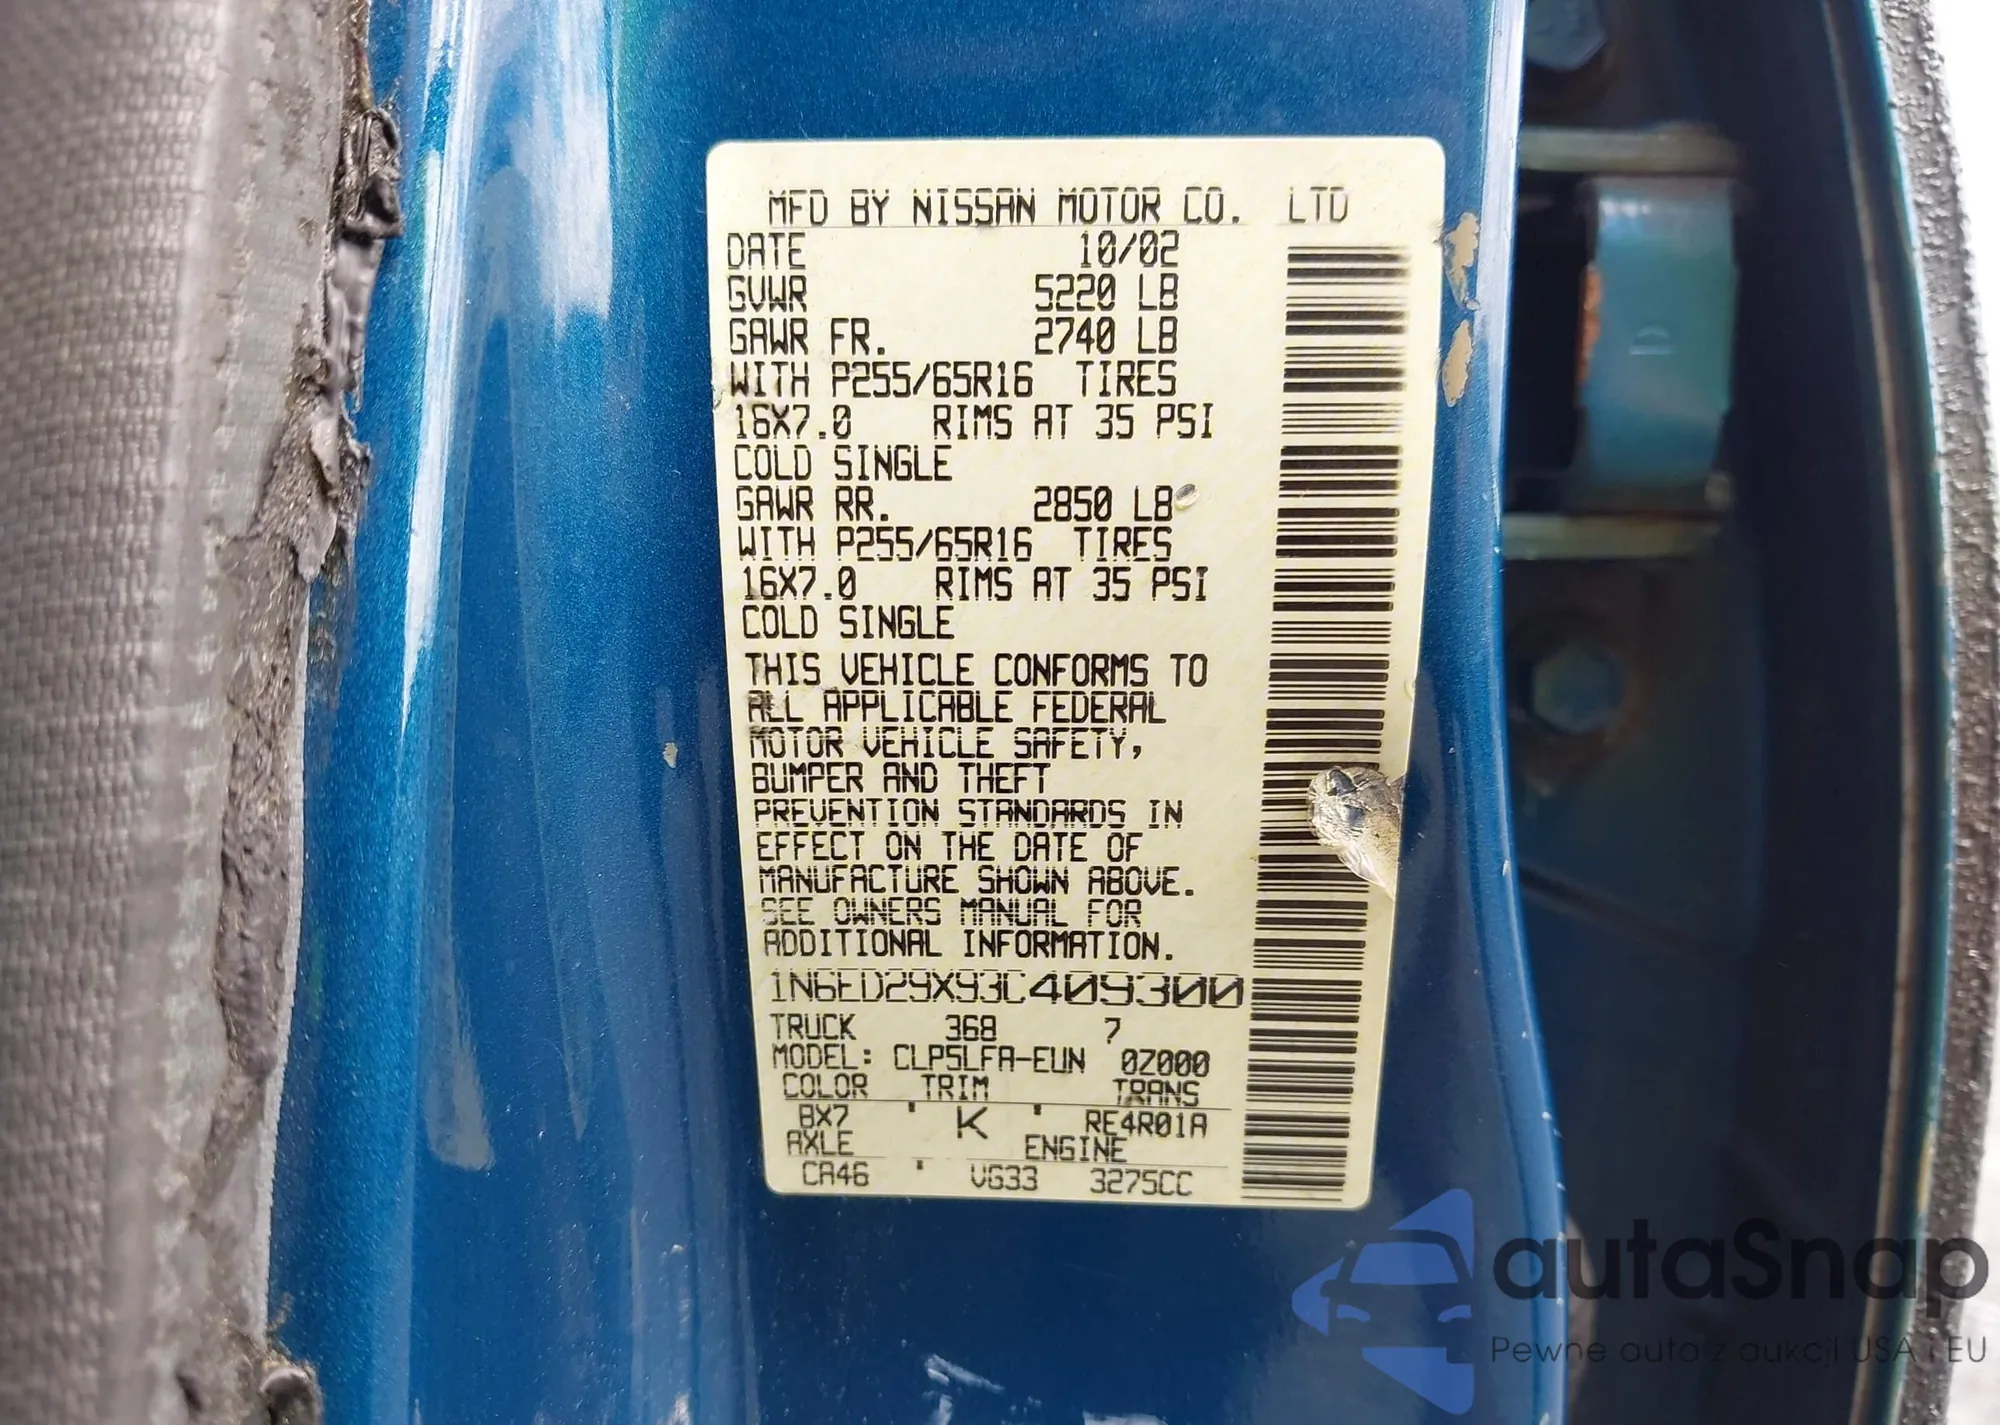 MFD BY NISSAN MOTOR CO. LTD
DATE 10/02
GVWR 5220 LB
GAWR FR. 2740 LB
WITH P255/65R16 TIRES
16X7.0 RIMS AT 35 PSI
COLD SINGLE
GAWR RR. 2850 LB
WITH P255/65R16 TIRES
16X7.0 RIMS AT 35 PSI
COLD SINGLE
THIS VEHICLE CONFORMS TO
ALL APPLICABLE FEDERAL
MOTOR VEHICLE SAFETY,
BUMPER AND THEFT
PREVENTION STANDARDS IN
EFFECT ON THE DATE OF
MANUFACTURE SHOWN ABOVE.
SEE OWNERS MANUAL FOR
ADDITIONAL INFORMATION.
1N6ED29X93C409300
TRUCK 368 7
MODEL: CLP5LFA-EUN 0Z000
COLOR TRIM TRANS
BX7 ' K ' RE4R01A
AXLE ENGINE
CA46 ' VG33 3275CC
autaSnap
Pewne auta z aukcji USA i EU